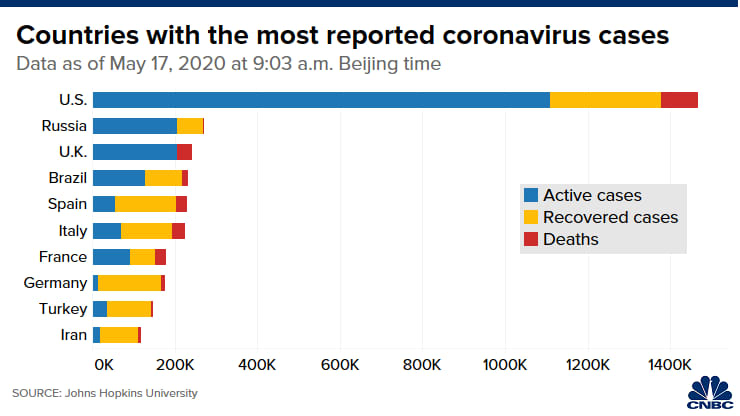 Countries with the most reported coronavirus cases
Data as of May 17, 2020 at 9:03 a.m. Beijing time
U.S.
Russia
U.K.
Brazil
Spain
Italy
France
Germany
Turkey
Iran
Active cases
Recovered cases
Deaths
0K 200K 400K 600K 800K 1000K 1200K 1400K
SOURCE: Johns Hopkins University
CNBC